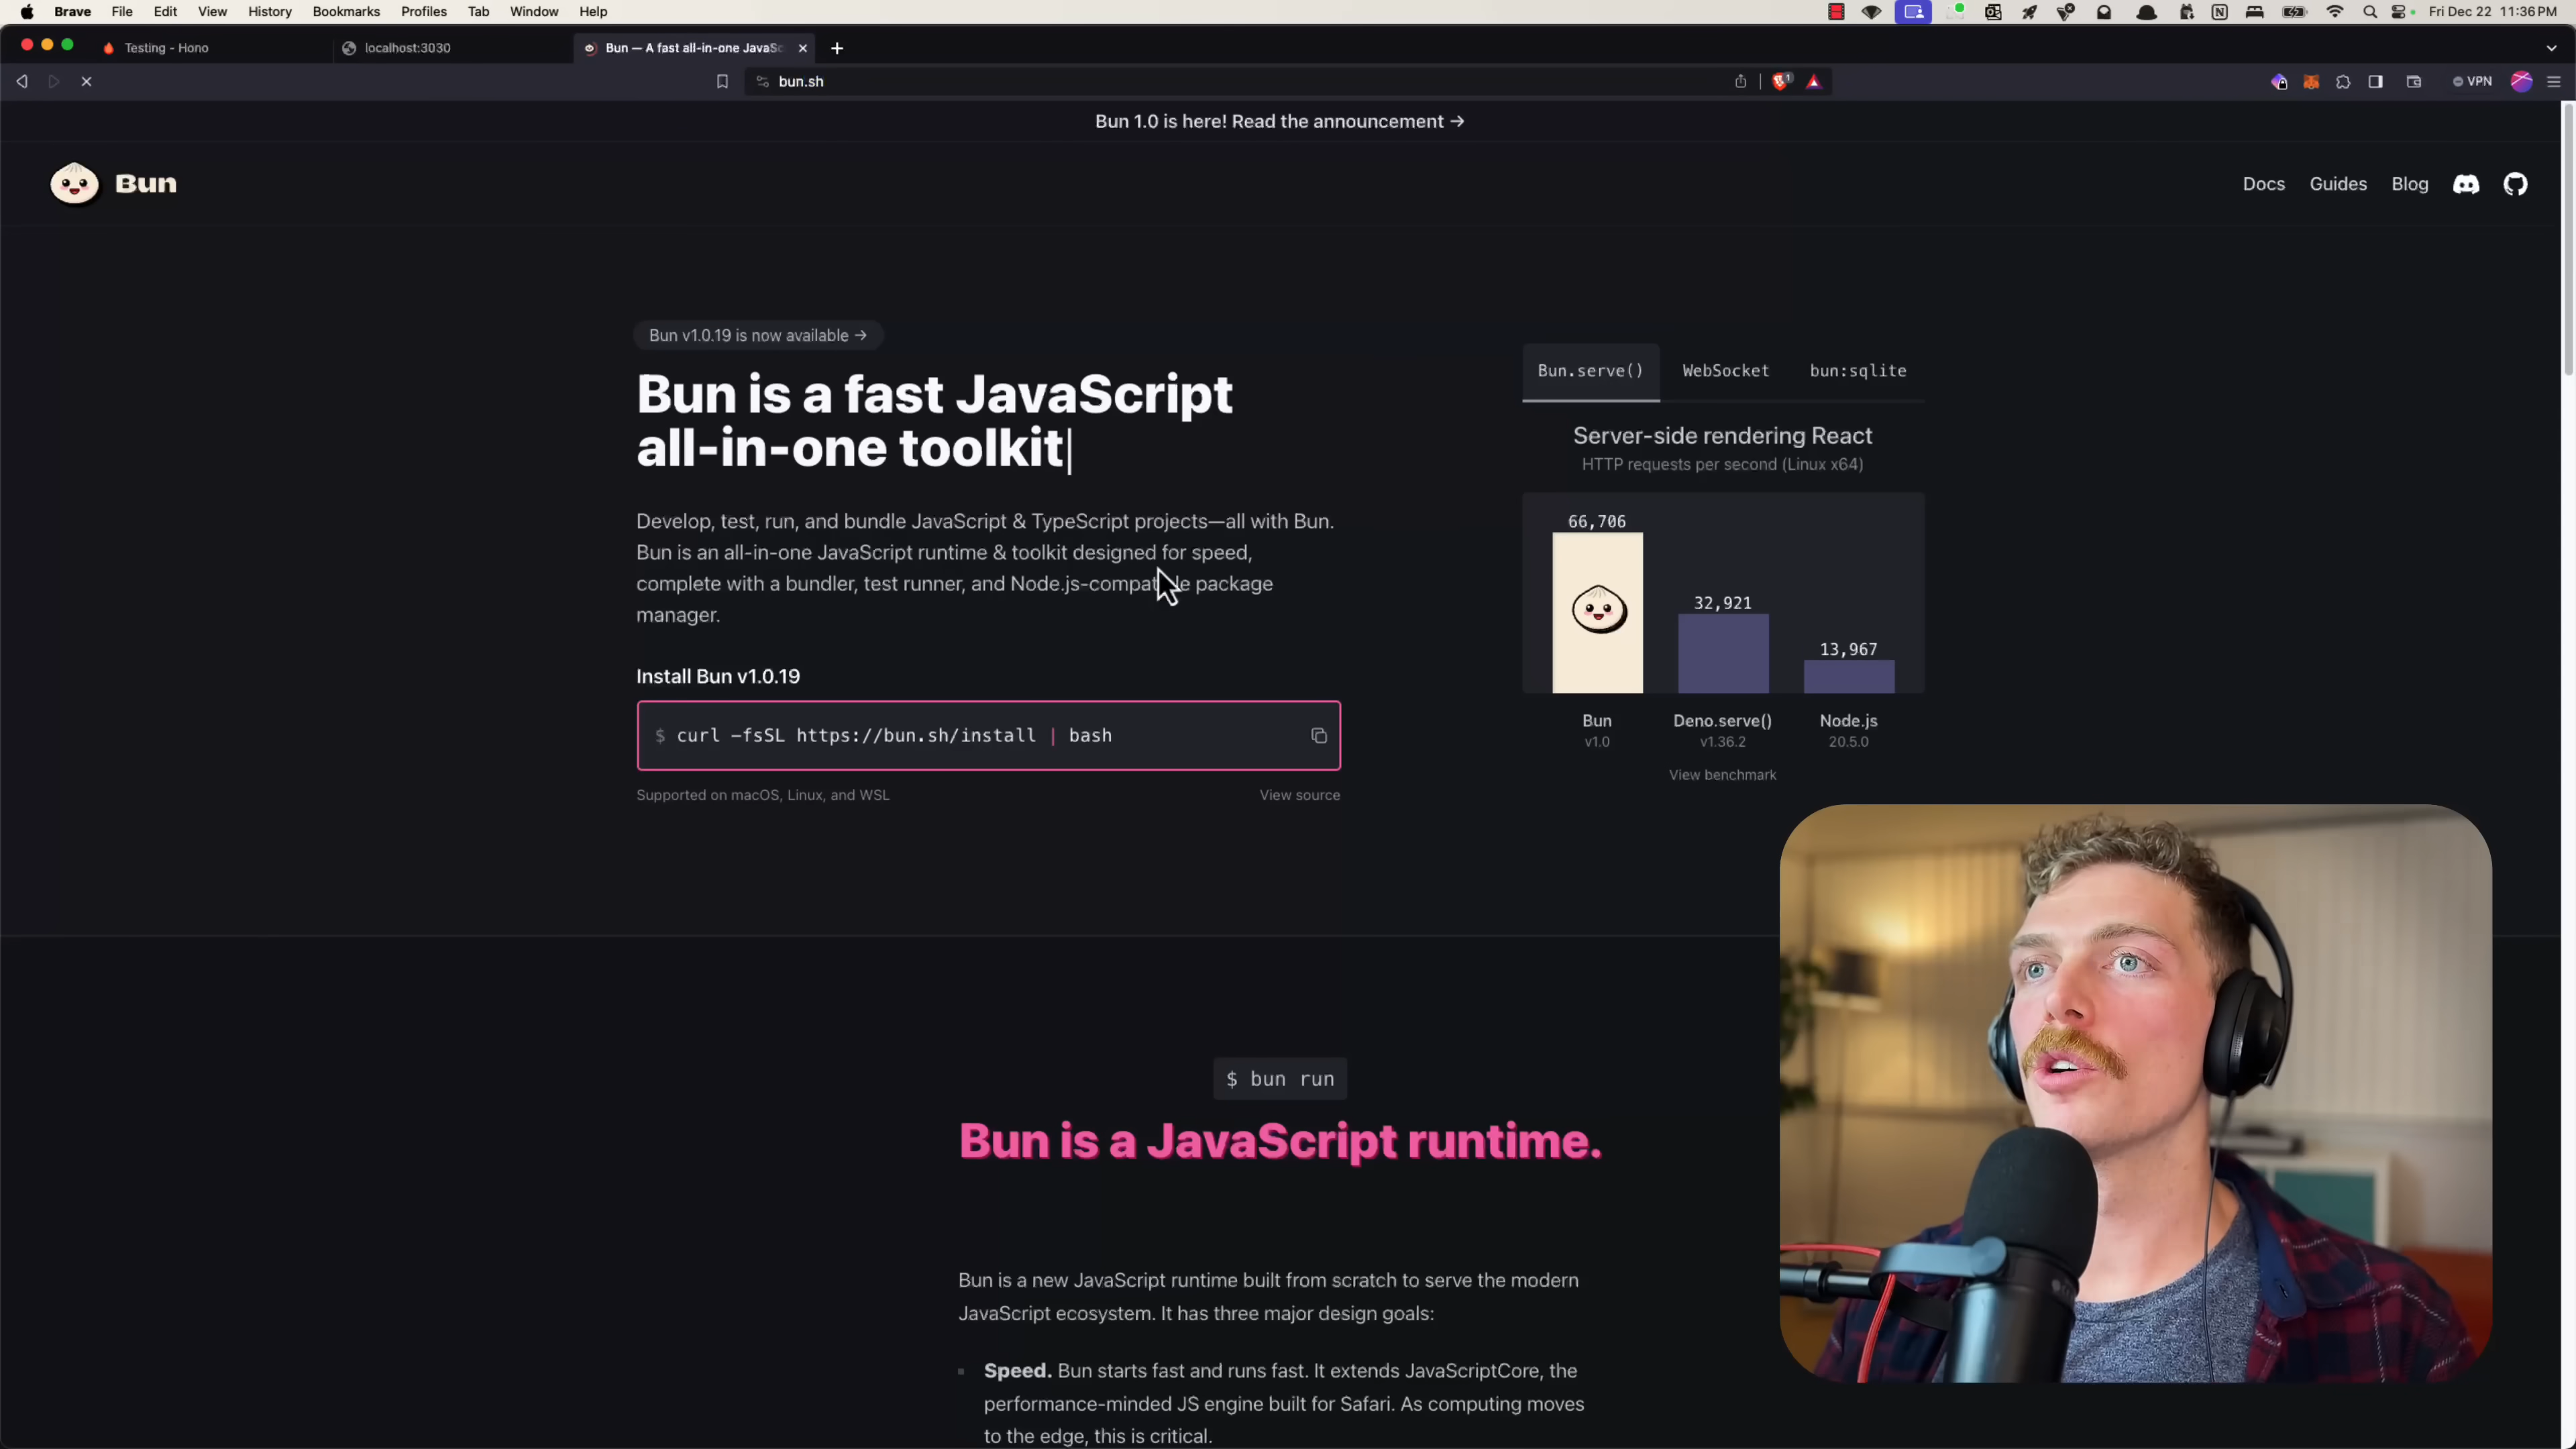 Brave File Edit View History Bookmarks Profiles Tab Window Help
Fri Dec 22 11:36 PM
Testing - Hono
localhost:3030
Bun — A fast all-in-one JavaSc
bun.sh
VPN
Bun 1.0 is here! Read the announcement →
Bun
Docs Guides Blog
Bun v1.0.19 is now available →
Bun is a fast JavaScript
all-in-one toolkit|
Develop, test, run, and bundle JavaScript & TypeScript projects—all with Bun.
Bun is an all-in-one JavaScript runtime & toolkit designed for speed,
complete with a bundler, test runner, and Node.js-compat le package
manager.
Install Bun v1.0.19
$ curl -fsSL https://bun.sh/install | bash
Supported on macOS, Linux, and WSL
View source
Bun.serve() WebSocket bun:sqlite
Server-side rendering React
HTTP requests per second (Linux x64)
66,706
32,921
13,967
Bun Deno.serve() Node.js
v1.0 v1.36.2 20.5.0
View benchmark
$ bun run
Bun is a JavaScript runtime.
Bun is a new JavaScript runtime built from scratch to serve the modern
JavaScript ecosystem. It has three major design goals:
Speed. Bun starts fast and runs fast. It extends JavaScriptCore, the
performance-minded JS engine built for Safari. As computing moves
to the edge, this is critical.